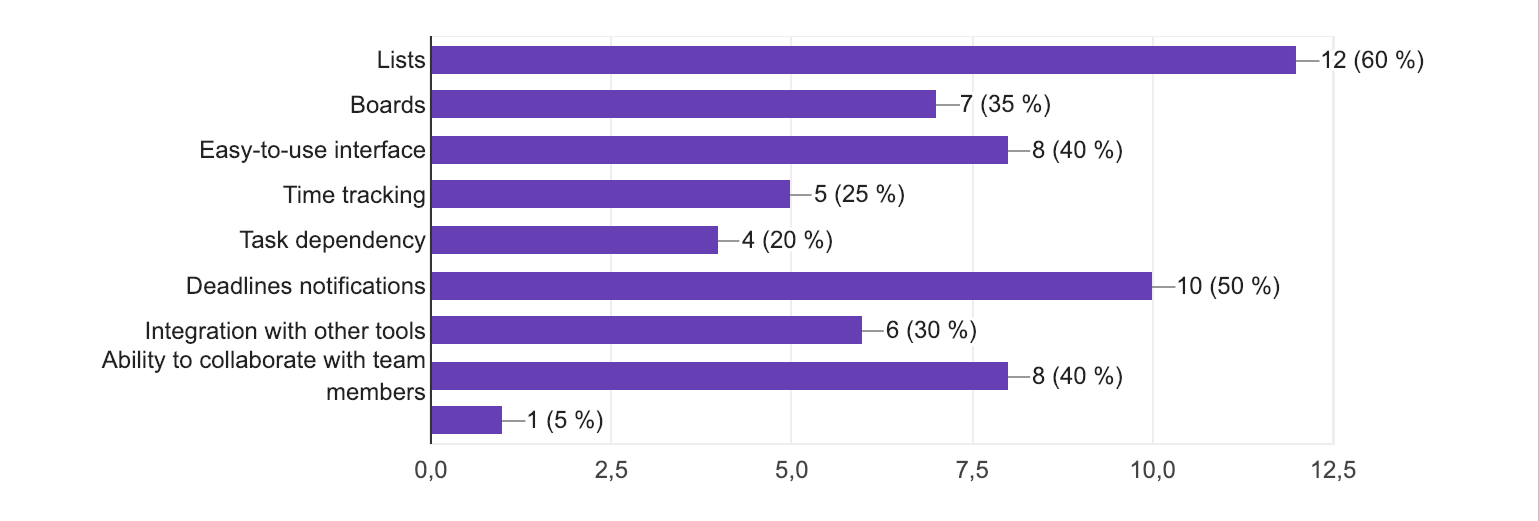 Lists 12 (60 %)
Boards 7 (35 %)
Easy-to-use interface 8 (40 %)
Time tracking 5 (25 %)
Task dependency 4 (20 %)
Deadlines notifications 10 (50 %)
Integration with other tools 6 (30 %)
Ability to collaborate with team
members 8 (40 %)
1 (5 %)
0,0 2,5 5,0 7,5 10,0 12,5